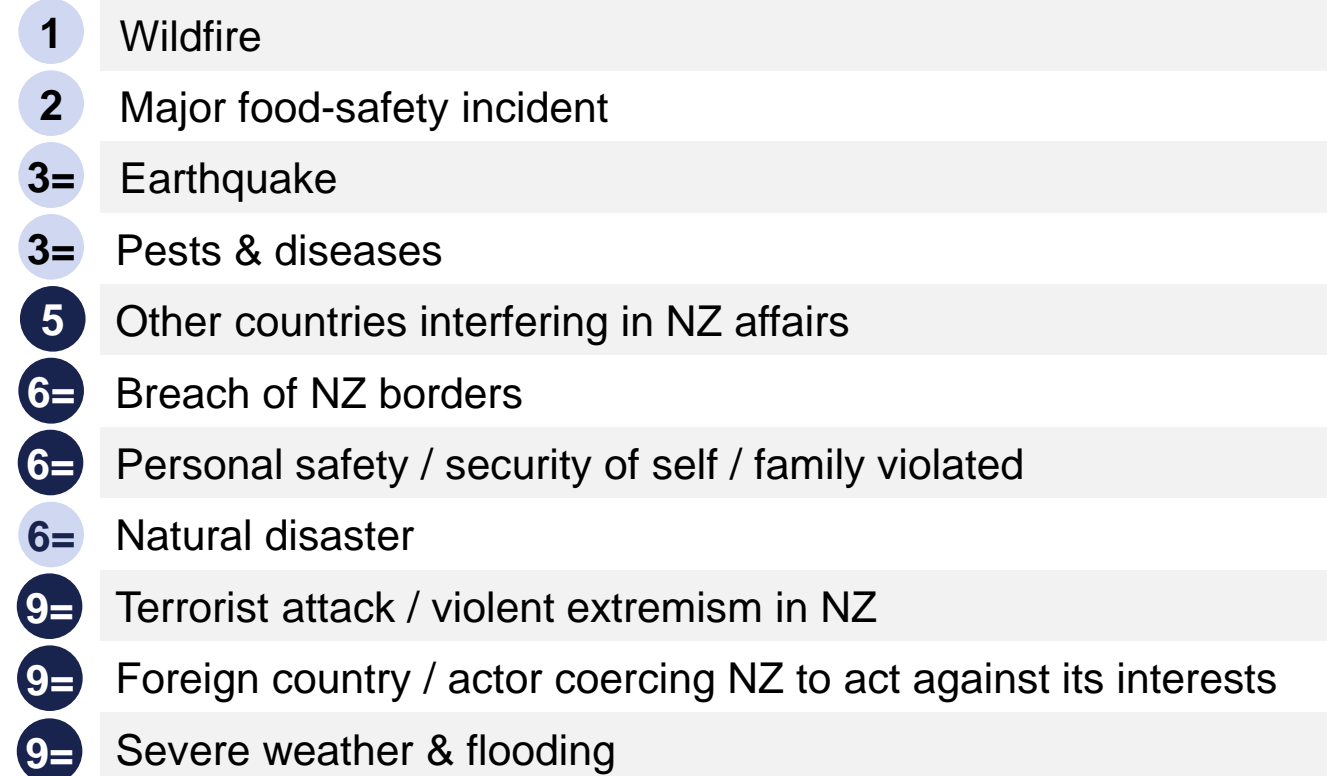 1 Wildfire
2 Major food-safety incident
3= Earthquake
3= Pests & diseases
5 Other countries interfering in NZ affairs
6= Breach of NZ borders
6= Personal safety / security of self / family violated
6= Natural disaster
9= Terrorist attack / violent extremism in NZ
9= Foreign country / actor coercing NZ to act against its interests
9= Severe weather & flooding